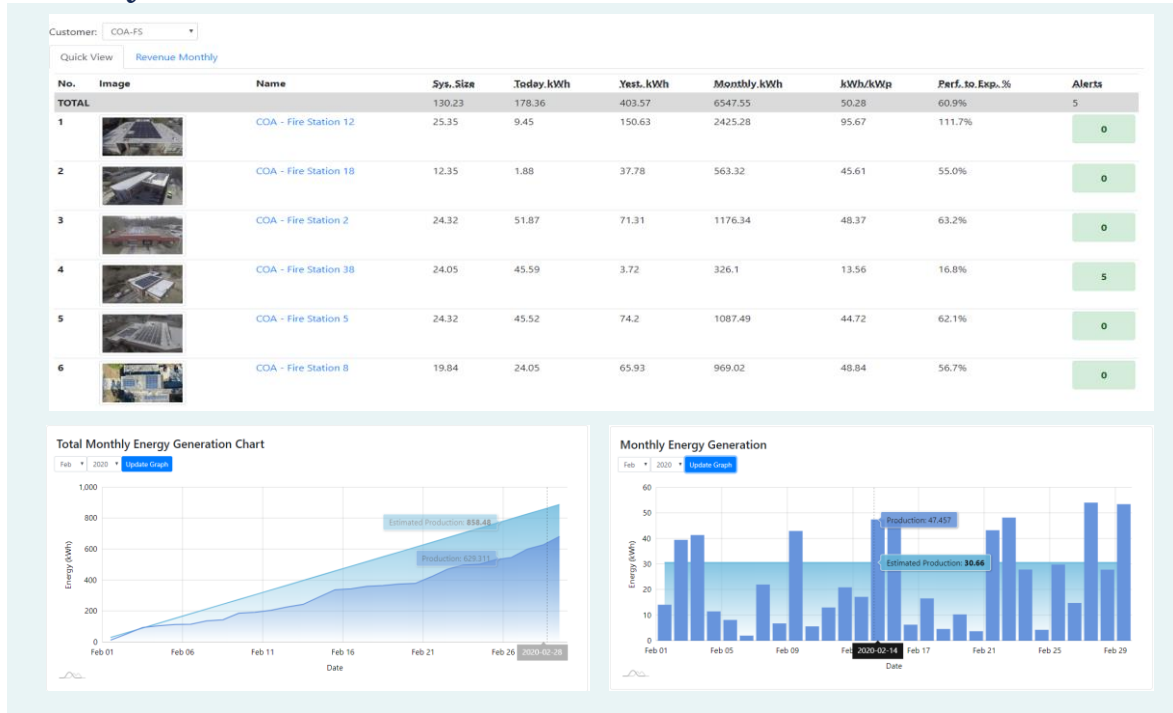 Customer: COA-FS
Quick View Revenue Monthly
No. Image Name Sys. Size Today kWh Yest. kWh Monthly kWh kWh/kWp Perf. to Exp. % Alerts
TOTAL 130.23 178.36 403.57 6547.55 50.28 60.9% 5
1 COA - Fire Station 12 25.35 9.45 150.63 2425.28 95.67 111.7% 0
2 COA - Fire Station 18 12.35 1.88 37.78 563.32 45.61 55.0% 0
3 COA - Fire Station 2 24.32 51.87 71.31 1176.34 48.37 63.2% 0
4 COA - Fire Station 38 24.05 45.59 3.72 326.1 13.56 16.8% 5
5 COA - Fire Station 5 24.32 45.52 74.2 1087.49 44.72 62.1% 0
6 COA - Fire Station 8 19.84 24.05 65.93 969.02 48.84 56.7% 0
Total Monthly Energy Generation Chart
Feb 2020 Update Graph
1,000
800
600
400
200
0
Energy (kWh)
Estimated Production: 858.48
Production: 629.311
Feb 01 Feb 06 Feb 11 Feb 16 Feb 21 Feb 26 2020-02-28
Date
Monthly Energy Generation
Feb 2020 Update Graph
60
50
40
30
20
10
0
Energy (kWh)
Production: 47.457
Estimated Production: 30.66
Feb 01 Feb 05 Feb 09 Feb 2020-02-14 Feb 17 Feb 21 Feb 25 Feb 29
Date